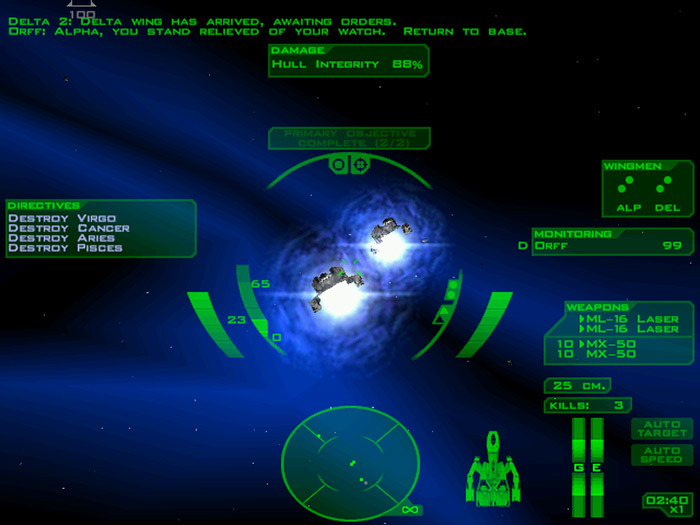 100
Delta 2: Delta wing has arrived, awaiting orders.
Orff: Alpha, you stand relieved of your watch. Return to base.
Damage
Hull Integrity 88%
Primary Objective
Complete (2/2)
Wingmen
ALP DEL
Directives
Destroy Virgo
Destroy Cancer
Destroy Aries
Destroy Pisces
Monitoring
D Orff 99
65
23
Weapons
ML-16 Laser
ML-16 Laser
10 MX-50
10 MX-50
25 CM.
Kills: 3
Auto
Target
Auto
Speed
G E
02:40
x1